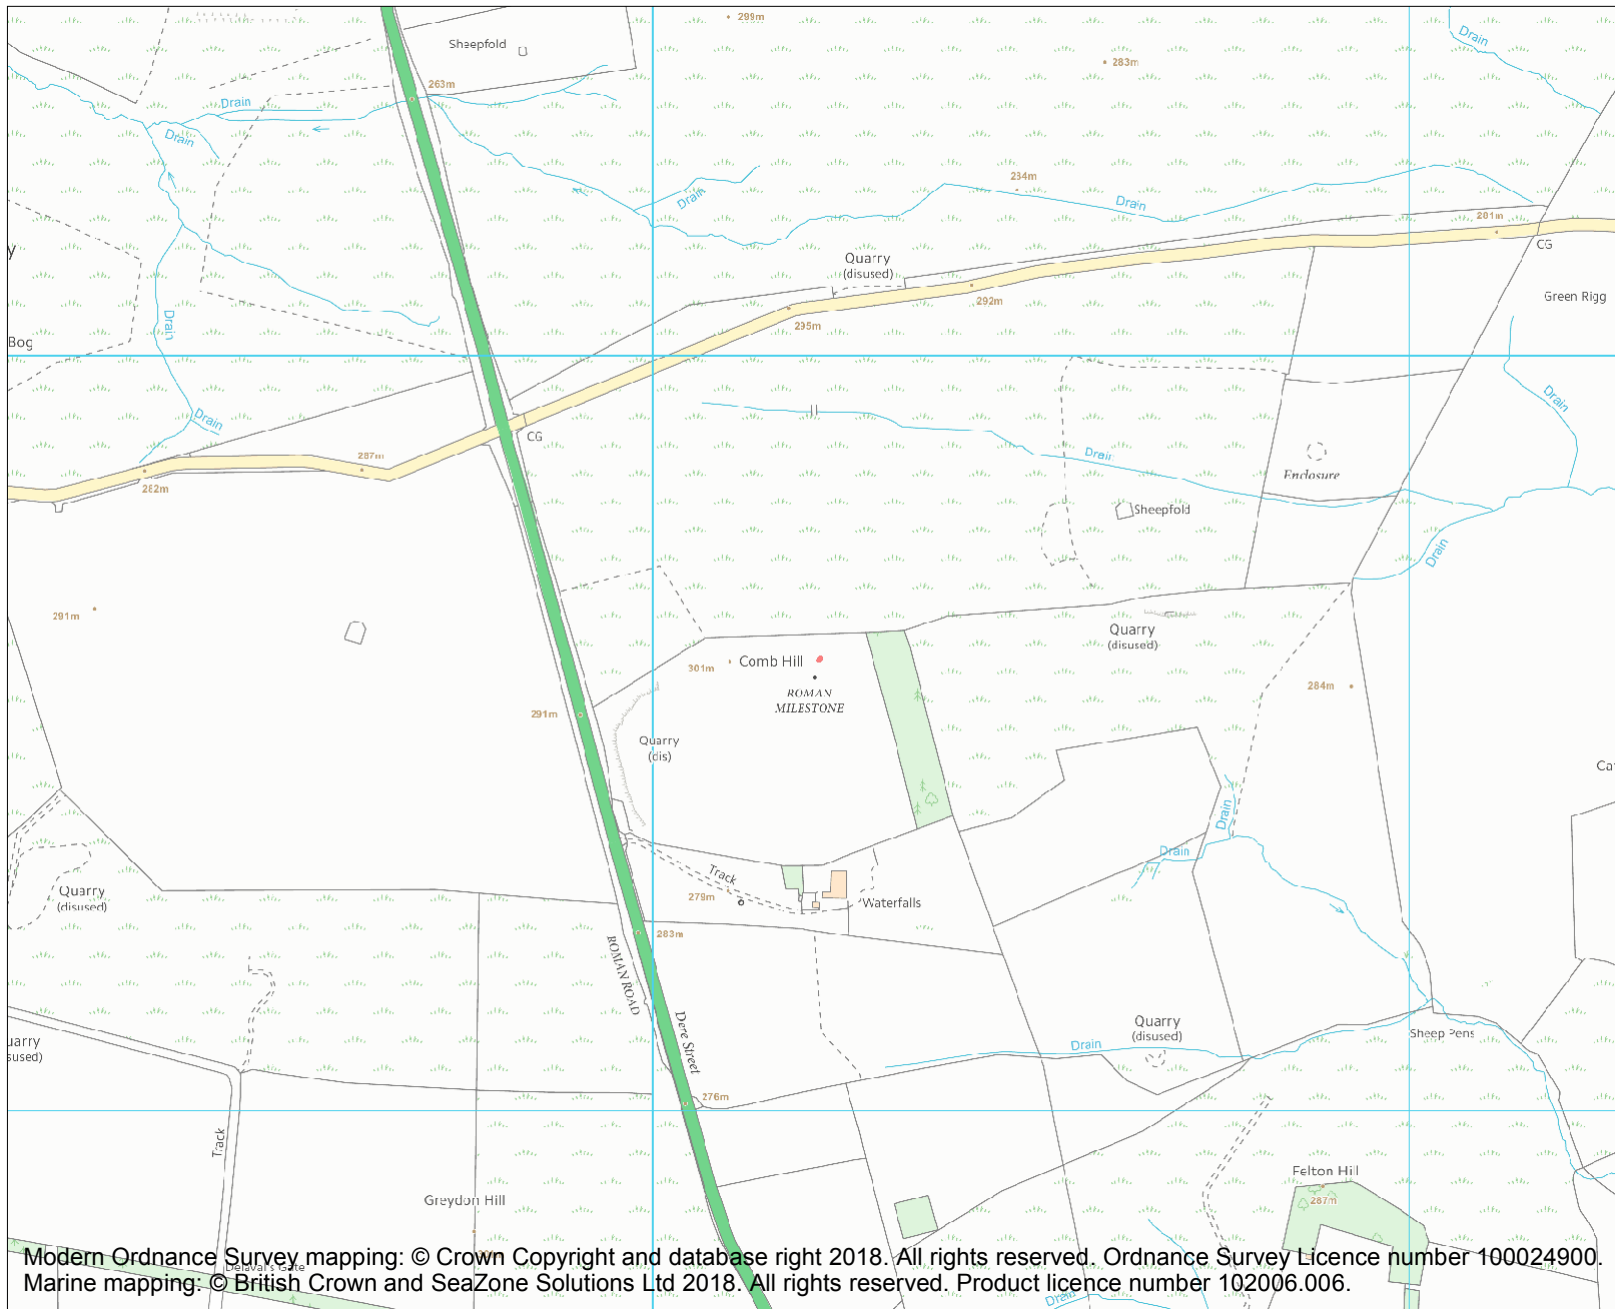 299m
Sheepfold
Drain
283m
263m
Drain
Drain
234m
Drain
Drain
281m
CG
Quarry
(disused)
y
Green Rigg
292m
295m
Drain
Bog
Drain
Drain
CG
287m
Drain
Enclosure
282m
Sheepfold
Drain
291m
Quarry
(disused)
301m
Comb Hill
284m
ROMAN
MILESTONE
291m
Quarry
(dis)
Drain
Drain
Track
Quarry
(disused)
279m
Waterfalls
283m
ROMAN ROAD
Dere Street
Quarry
(disused)
Sheep Pens
Drain
276m
Track
Felton Hill
287m
Greydon Hill
Modern Ordnance Survey mapping: © Crown Copyright and database right 2018. All rights reserved. Ordnance Survey Licence number 100024900.
Delaval's Gate
Marine mapping: © British Crown and SeaZone Solutions Ltd 2018. All rights reserved. Product licence number 102006.006.
Drain